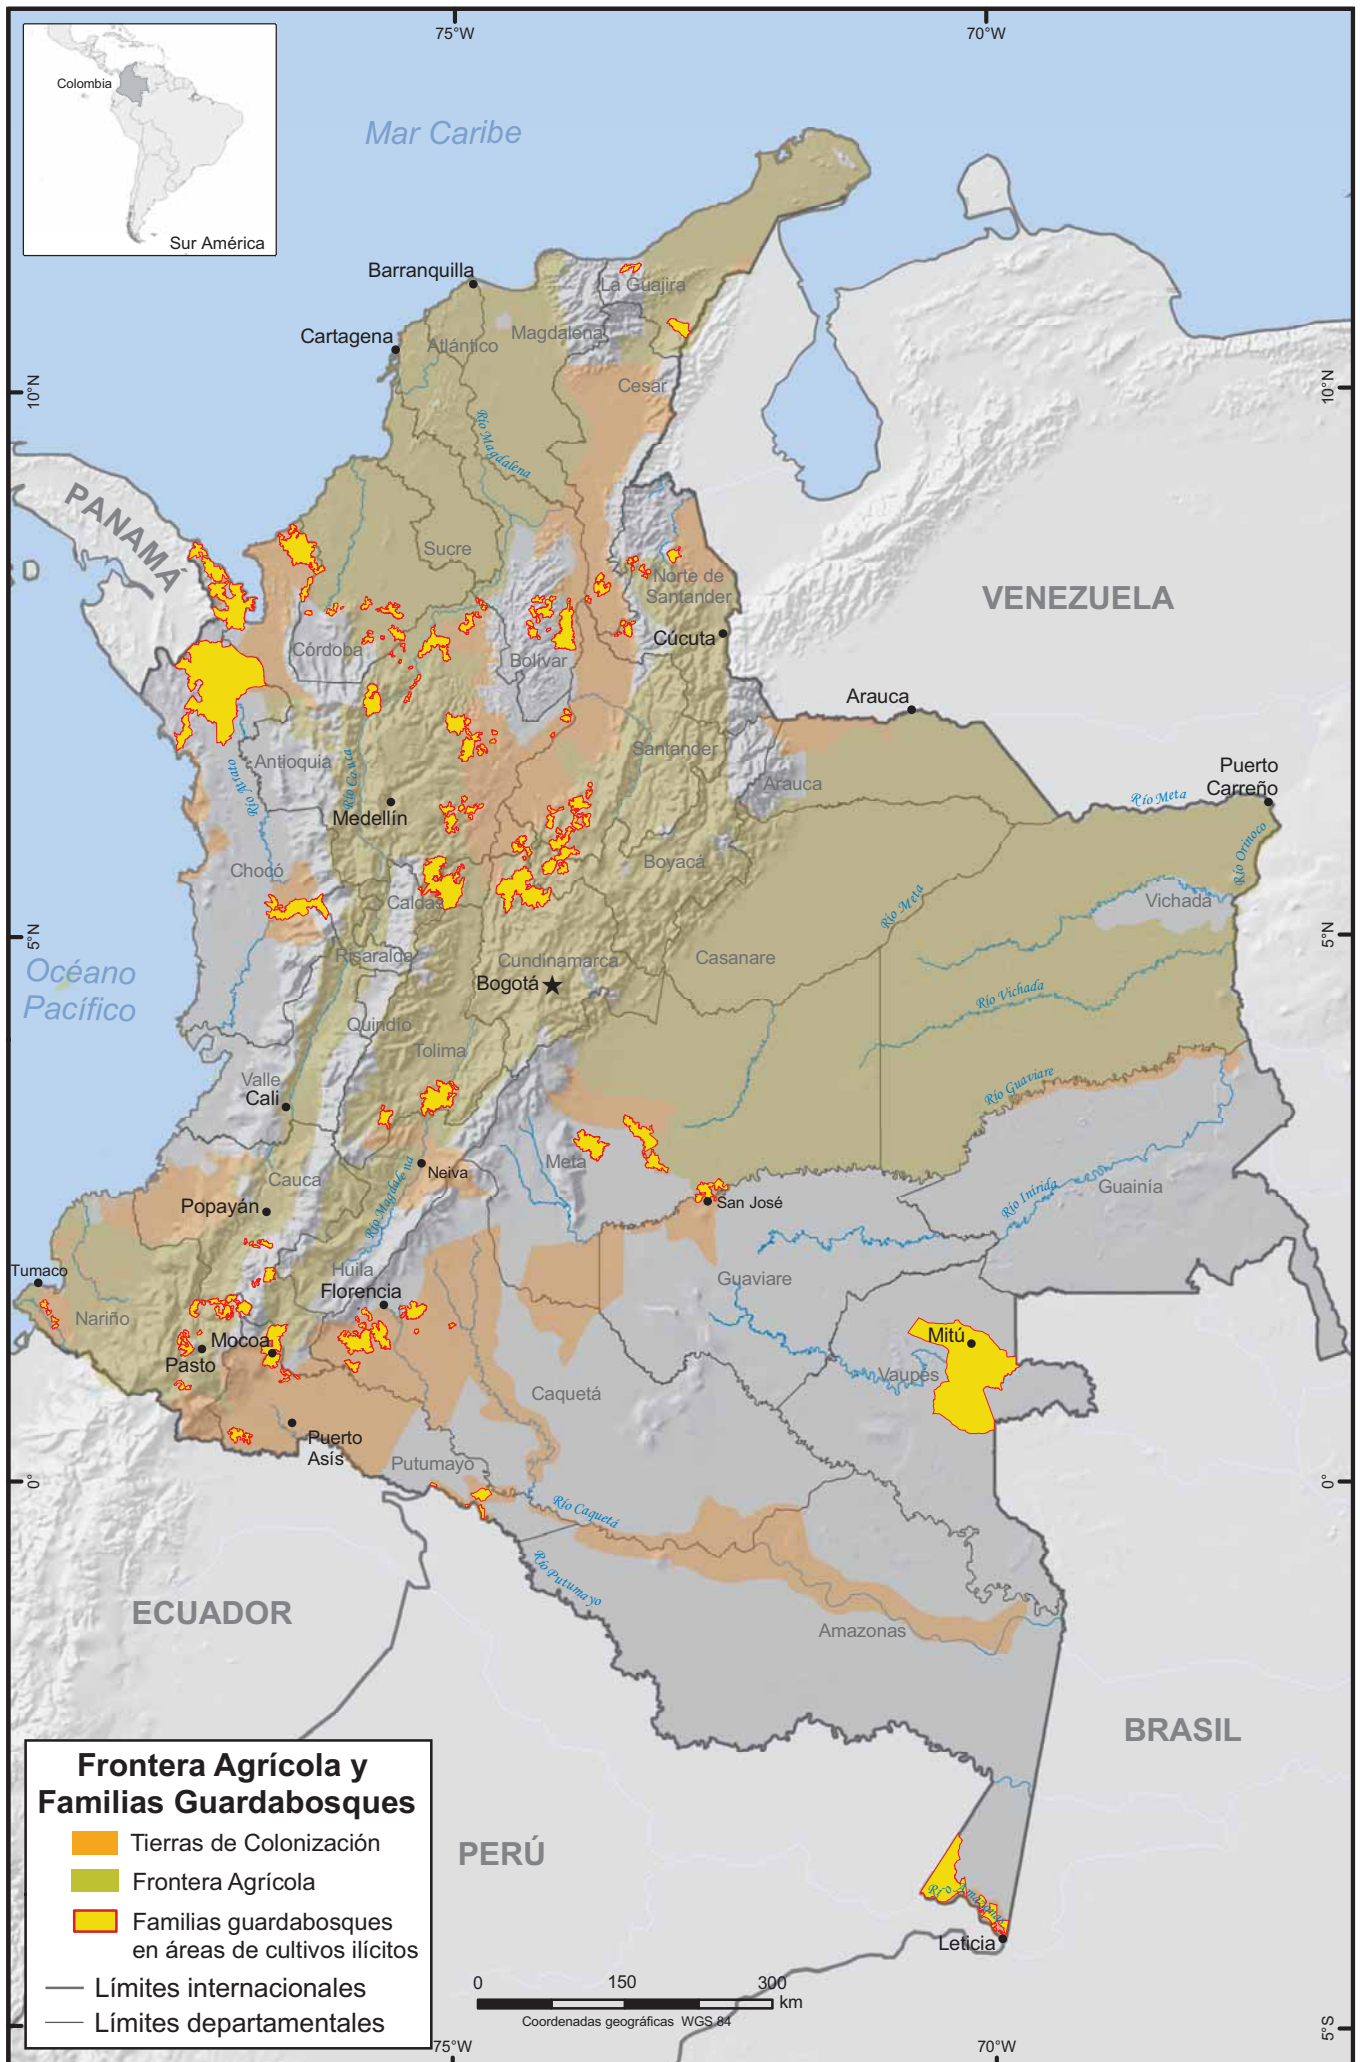 75°W
70°W
Colombia
Sur América
Mar Caribe
Barranquilla
La Guajira
Cartagena
Atlántico
Magdalena
Cesar
10°N
10°N
Río Magdalena
PANAMÁ
Sucre
Norte de
Santander
VENEZUELA
Cúcuta
Córdoba
Bolívar
Arauca
Santander
Antioquia
Arauca
Puerto
Carreño
Río Meta
Río Cauca
Río Atrato
Medellín
Río Orinoco
Chocó
Boyacá
Caldas
Río Meta
Vichada
5°N
5°N
Océano
Pacífico
Risaralda
Cundinamarca
Casanare
Bogotá
Río Vichada
Quindío
Tolima
Valle
Cali
Río Guaviare
Meta
Neiva
Cauca
Río Magdalena
Popayán
San José
Río Inírida
Guainía
Tumaco
Huila
Florencia
Guaviare
Nariño
Mocoa
Pasto
Mitú
Vaupés
Caquetá
Puerto
Asís
Putumayo
0°
0°
Río Caquetá
Río Putumayo
ECUADOR
Amazonas
BRASIL
PERÚ
Río Amazonas
Leticia
Frontera Agrícola y
Familias Guardabosques
Tierras de Colonización
Frontera Agrícola
Familias guardabosques
en áreas de cultivos ilícitos
Límites internacionales
Límites departamentales
0 150 300
km
Coordenadas geográficas WGS 84
5°S
75°W
70°W